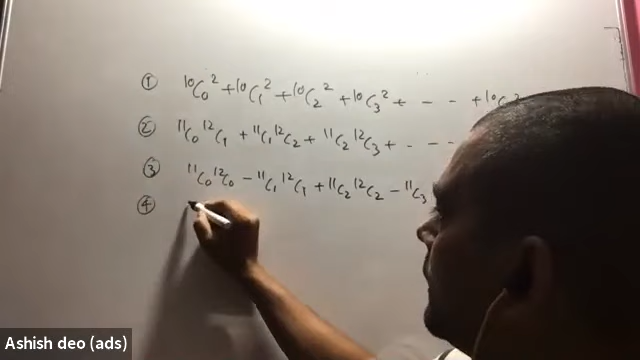 ① ¹⁰C₀² + ¹⁰C₁² + ¹⁰C₂² + ¹⁰C₃² + - - - + ¹⁰C
② ¹¹C₀ ¹²C₁ + ¹¹C₁ ¹²C₂ + ¹¹C₂ ¹²C₃ + - - -
③ ¹¹C₀ ¹²C₀ - ¹¹C₁ ¹²C₁ + ¹¹C₂ ¹²C₂ - ¹¹C₃
④
Ashish deo (ads)